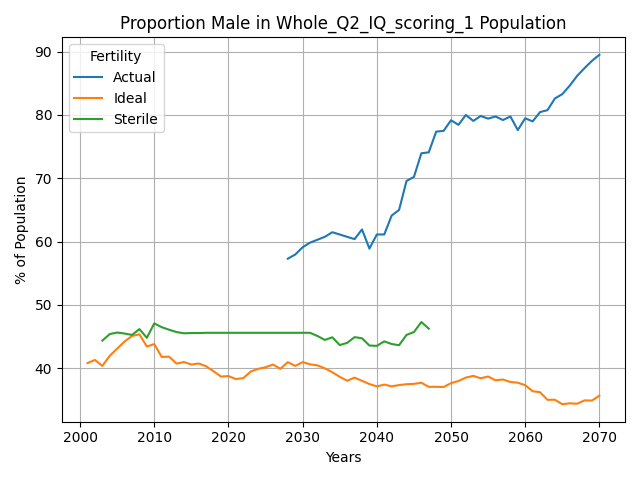 Proportion Male in Whole_Q2_IQ_scoring_1 Population
Fertility
Actual
Ideal
Sterile
% of Population
90
80
70
60
50
40
2000 2010 2020 2030 2040 2050 2060 2070
Years